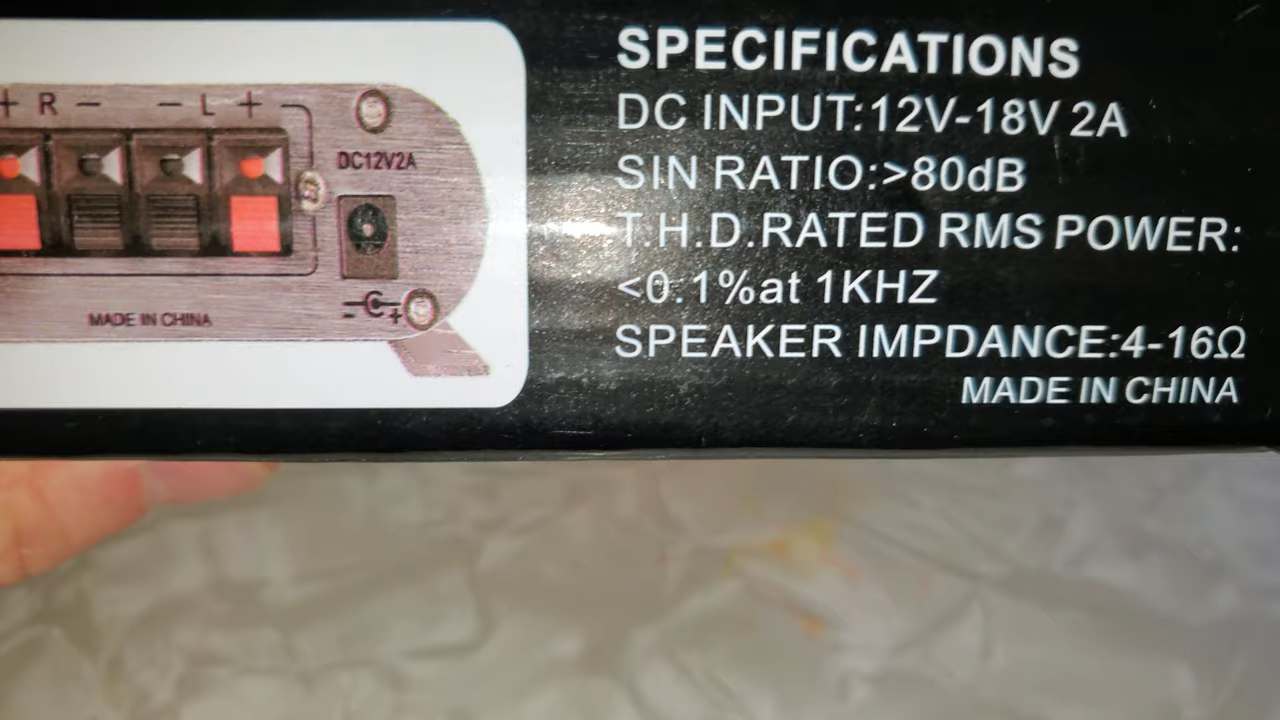 + R - - L +
DC12V2A
- C +
MADE IN CHINA
SPECIFICATIONS
DC INPUT:12V-18V 2A
SIN RATIO:>80dB
T.H.D.RATED RMS POWER:
<0.1%at 1KHZ
SPEAKER IMPDANCE:4-16Ω
MADE IN CHINA